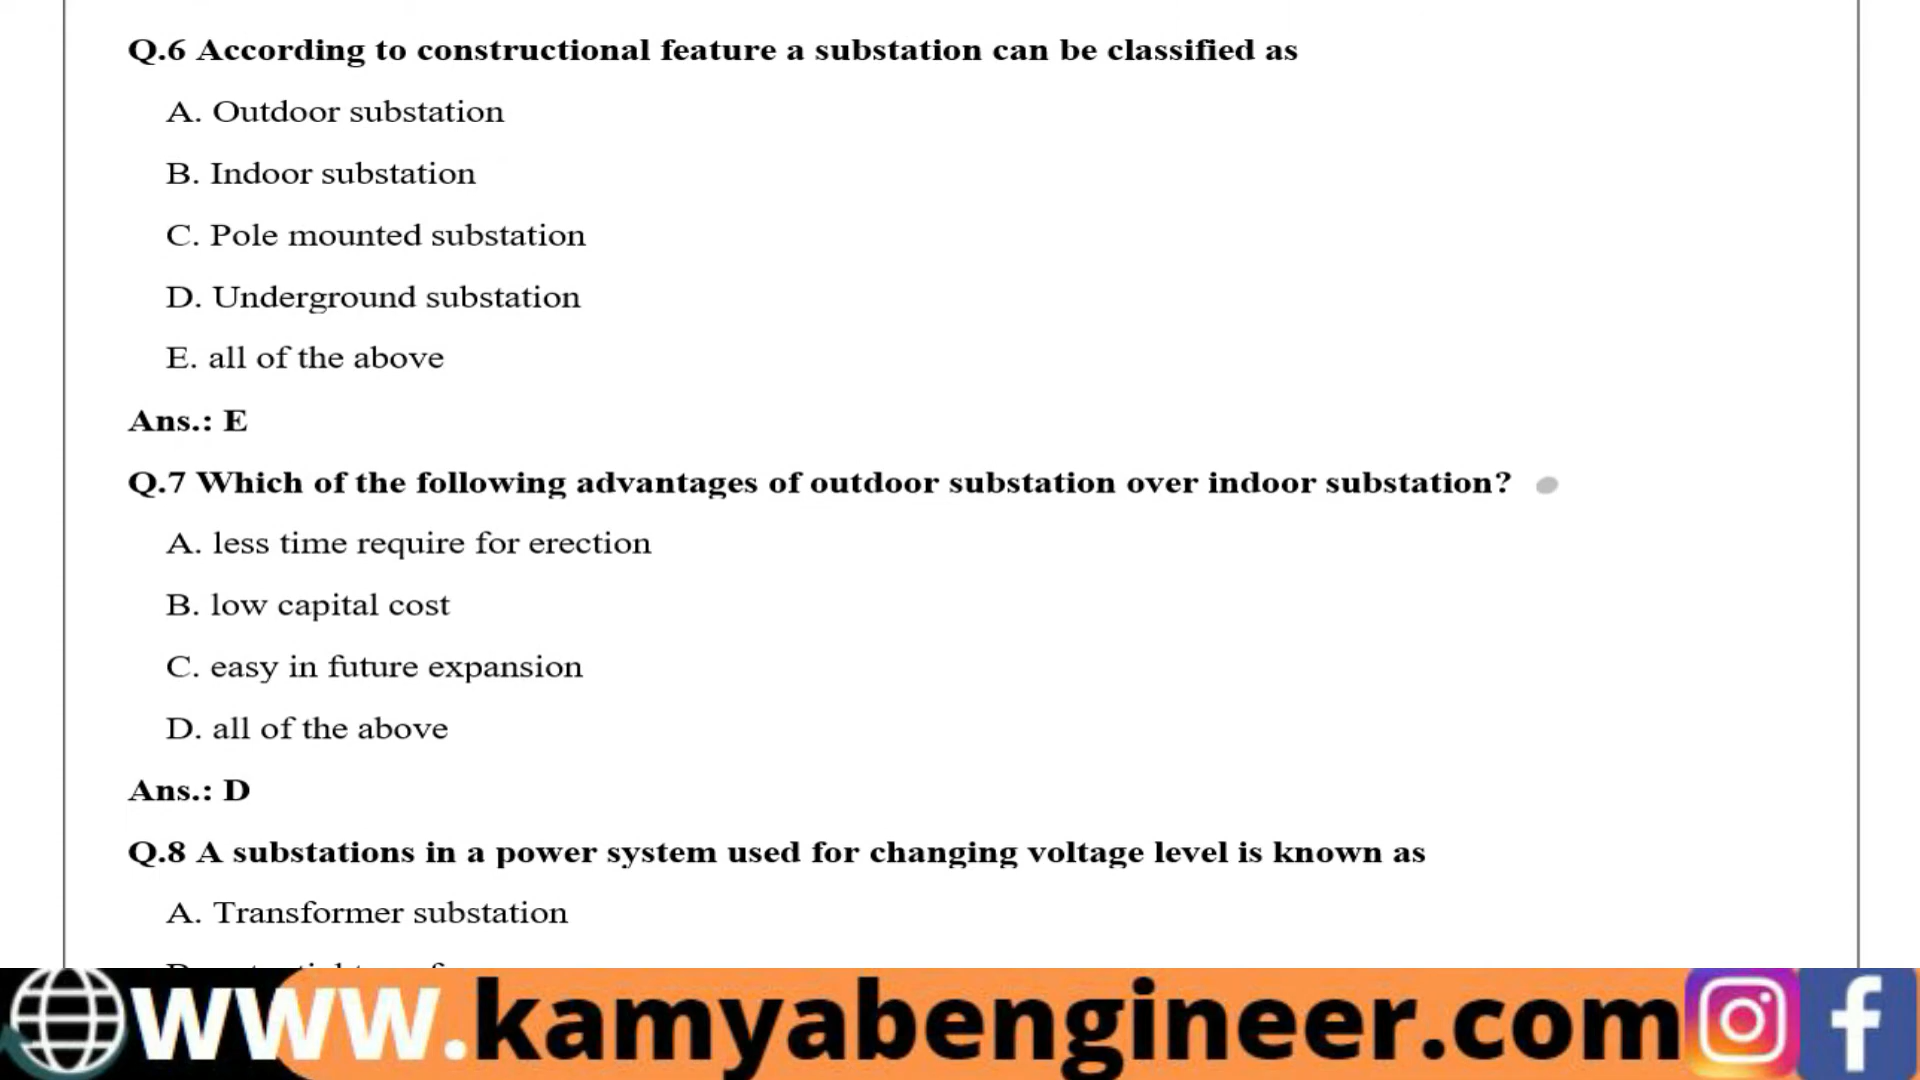 Q.6 According to constructional feature a substation can be classified as
A. Outdoor substation
B. Indoor substation
C. Pole mounted substation
D. Underground substation
E. all of the above
Ans.: E
Q.7 Which of the following advantages of outdoor substation over indoor substation?
A. less time require for erection
B. low capital cost
C. easy in future expansion
D. all of the above
Ans.: D
Q.8 A substations in a power system used for changing voltage level is known as
A. Transformer substation
www.kamyabengineer.com